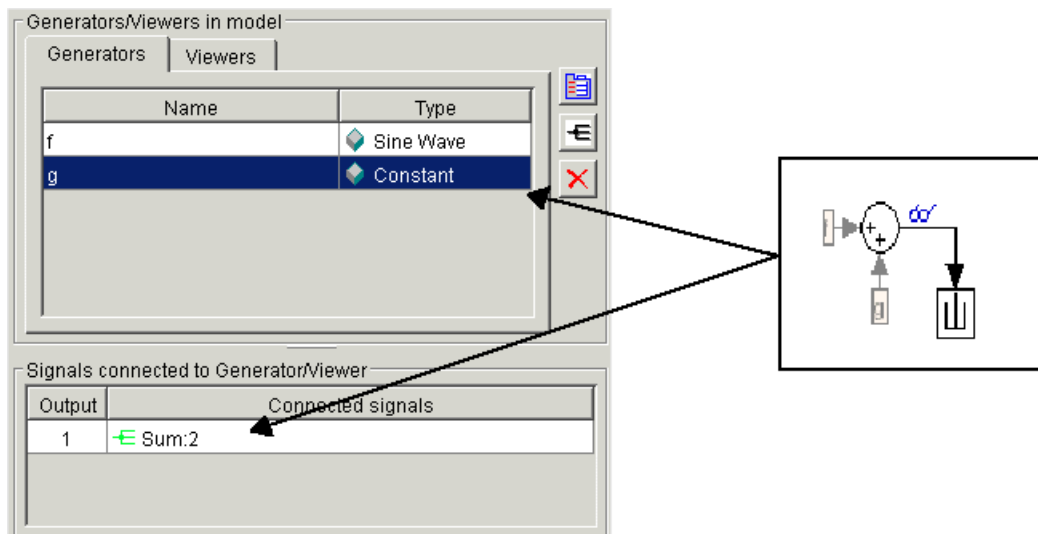 Generators/Viewers in model
Generators Viewers
Name Type
f Sine Wave
g Constant
f
+
+
g
Signals connected to Generator/Viewer
Output Connected signals
1 Sum:2